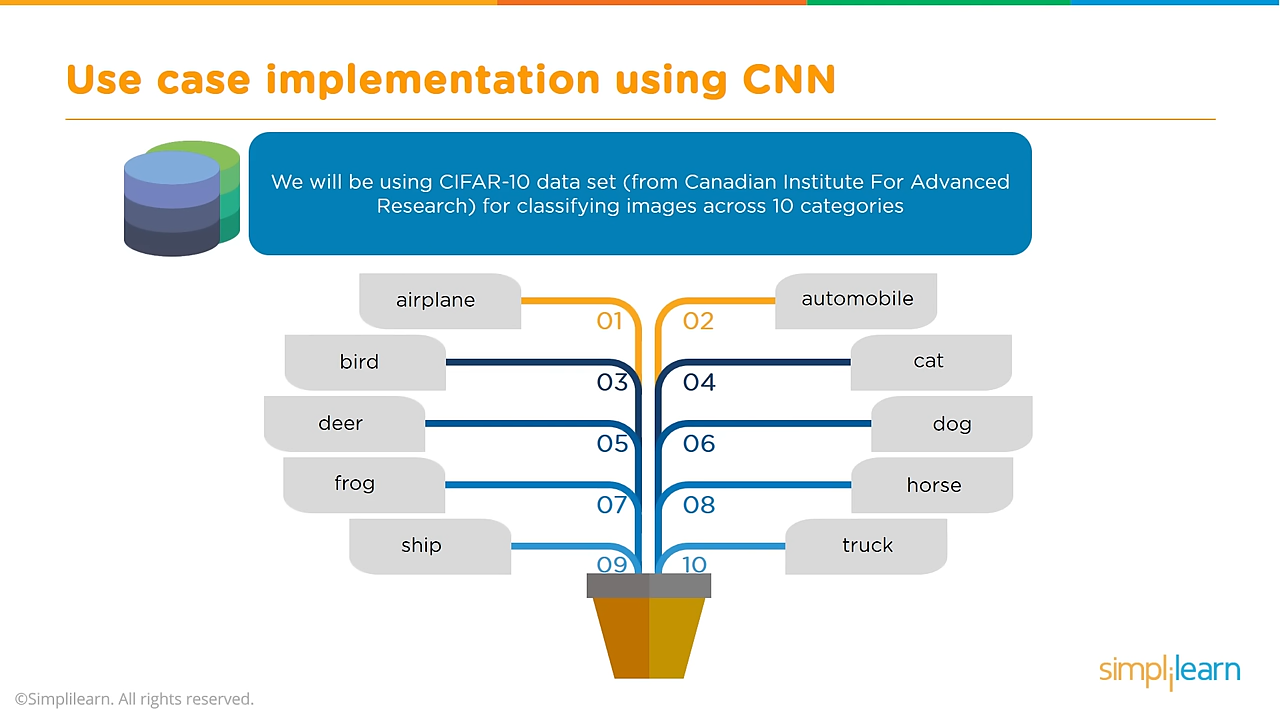 Use case implementation using CNN
We will be using CIFAR-10 data set (from Canadian Institute For Advanced
Research) for classifying images across 10 categories
airplane
01
02
automobile
bird
03
04
cat
deer
05
06
dog
frog
07
08
horse
ship
09
10
truck
simplilearn
©Simplilearn. All rights reserved.